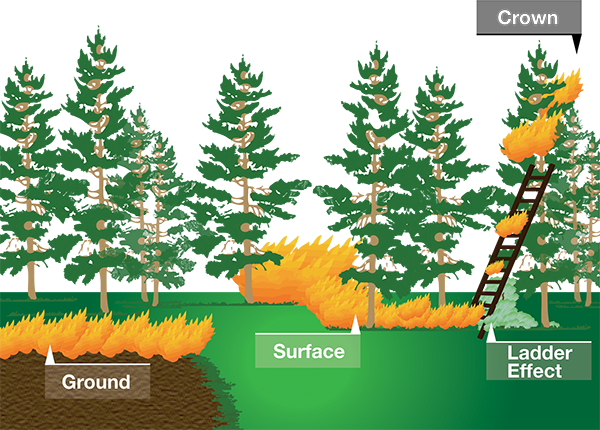 Crown
Surface
Ladder
Effect
Ground